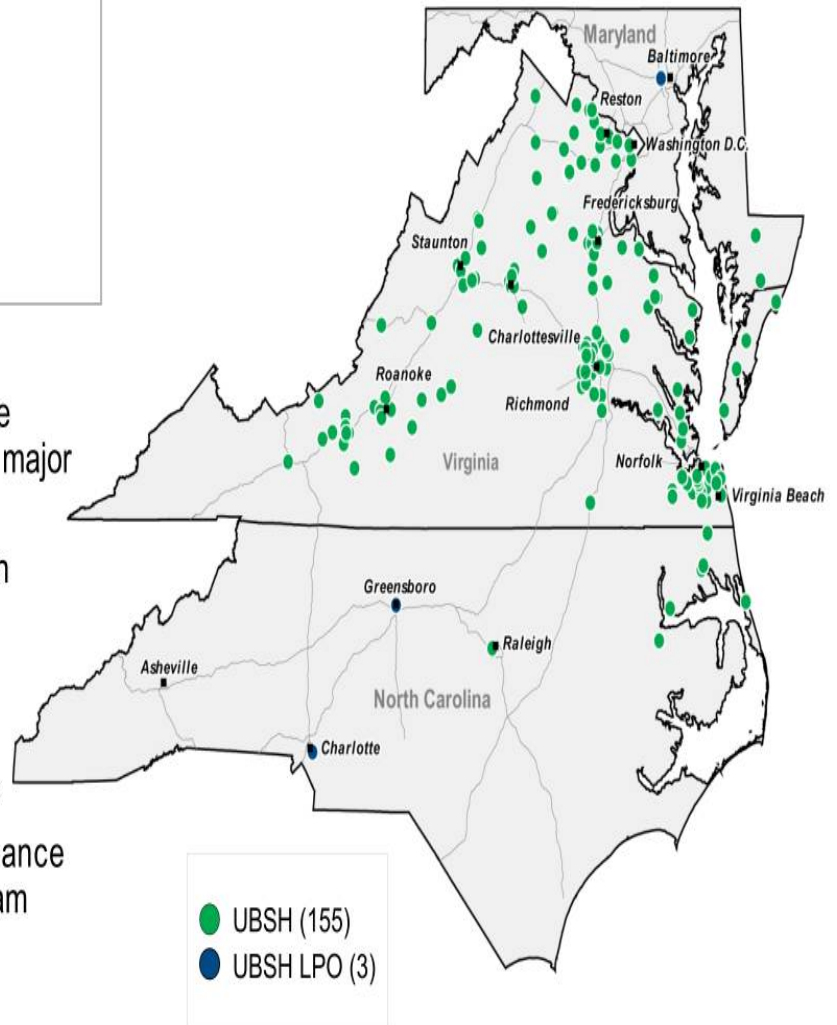 Maryland
Baltimore
Reston
Washington D.C.
Fredericksburg
Staunton
Charlottesville
Roanoke
Richmond
major
Virginia
Norfolk
Virginia Beach
Greensboro
Raleigh
Asheville
North Carolina
Charlotte
ance
am
UBSH (155)
UBSH LPO (3)